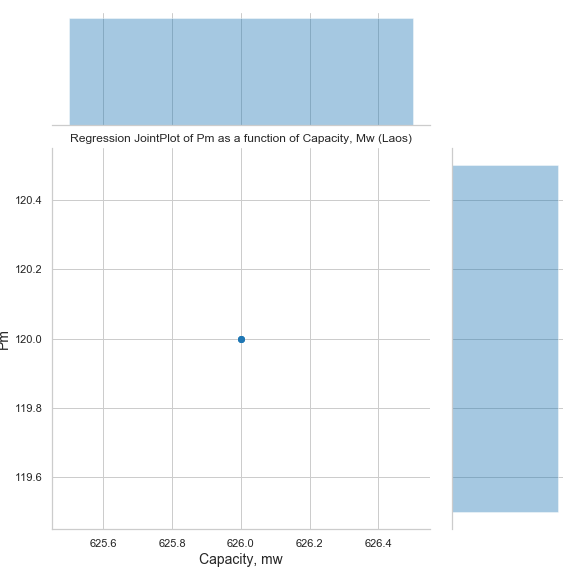 Regression JointPlot of Pm as a function of Capacity, Mw (Laos)
120.4
120.2
120.0
119.8
119.6
Pm
625.6 625.8 626.0 626.2 626.4
Capacity, mw